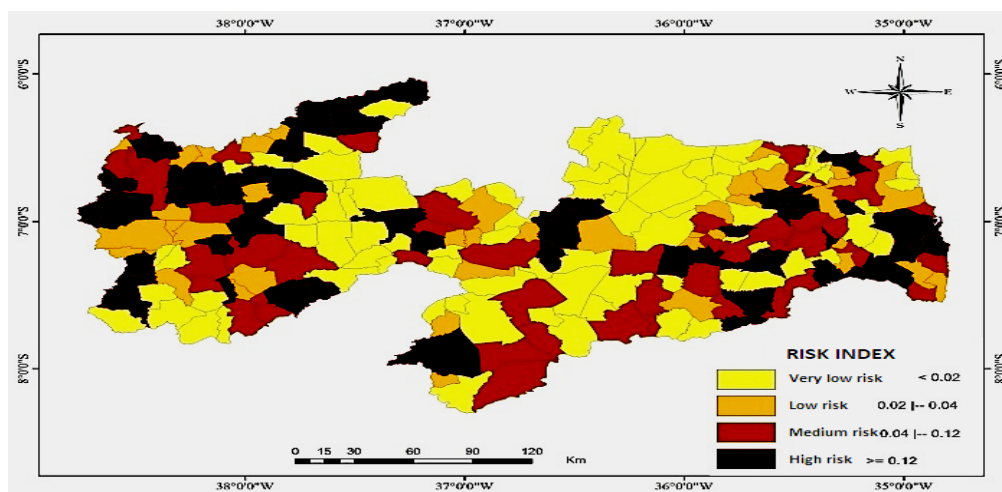 38°0'0"W 37°0'0"W 36°0'0"W 35°0'0"W
6°0'0"S 6°0'0"S
N
W E
S
7°0'0"S 7°0'0"S
8°0'0"S 8°0'0"S
RISK INDEX
Very low risk < 0.02
Low risk 0.02 |-- 0.04
Medium risk 0.04 |-- 0.12
High risk >= 0.12
0 15 30 60 90 120
Km
38°0'0"W 37°0'0"W 36°0'0"W 35°0'0"W